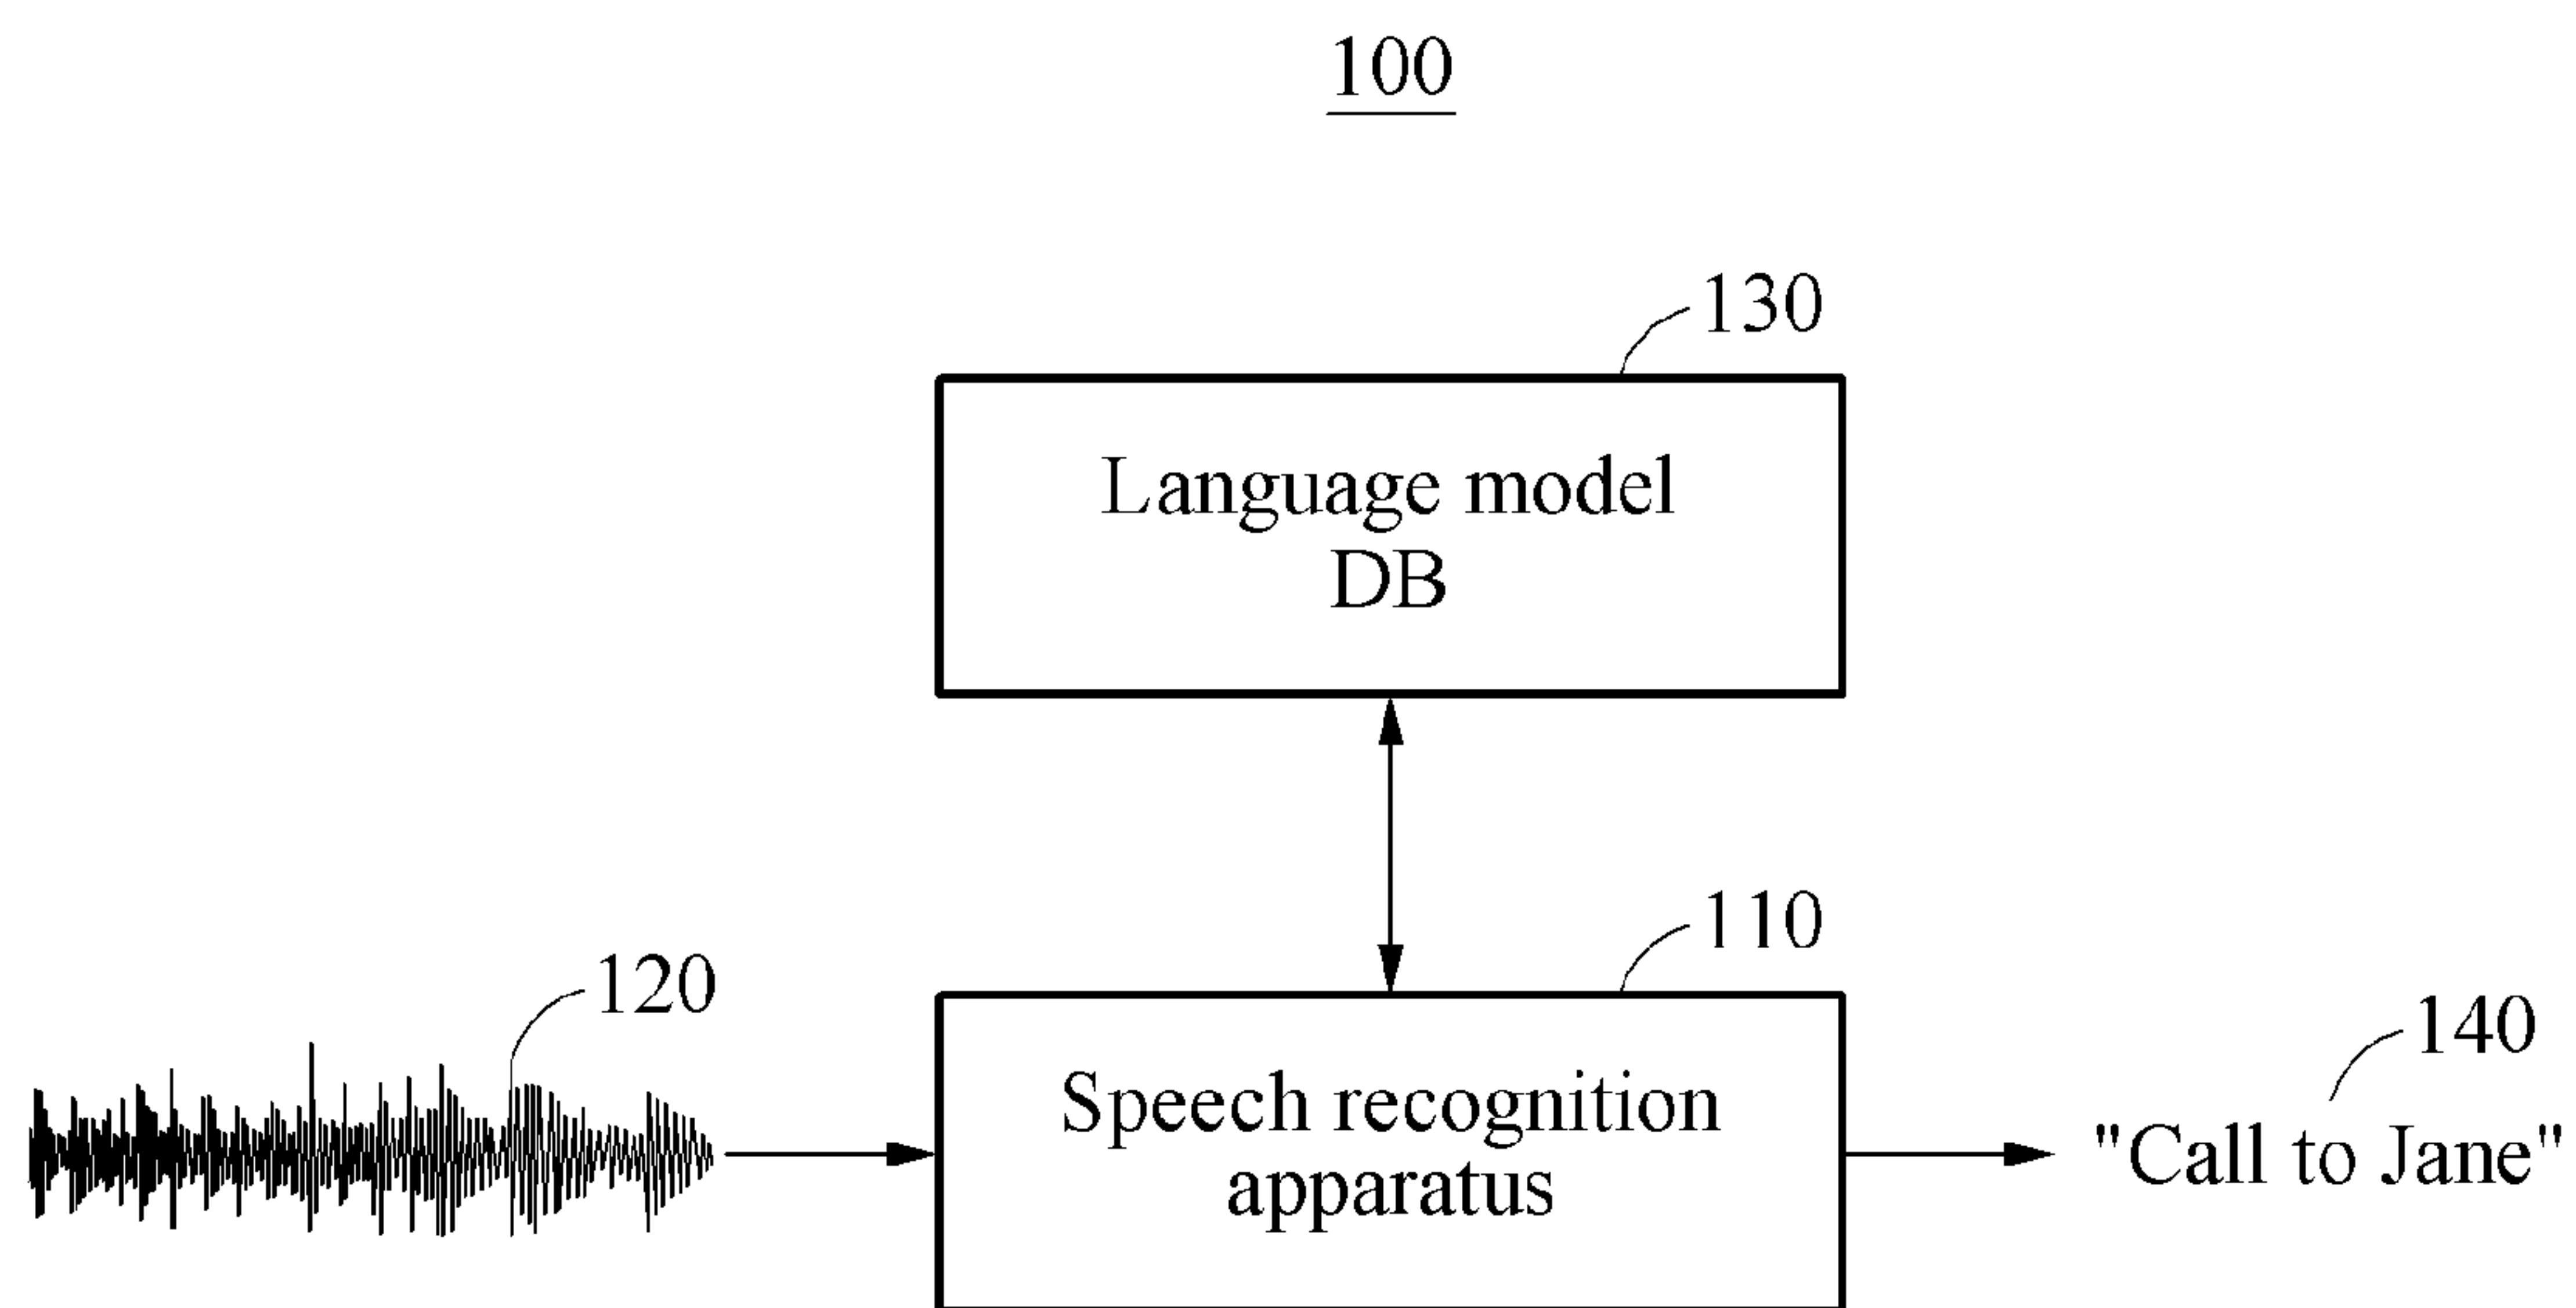 100
130
Language model
DB
110
120
Speech recognition
apparatus
140
"Call to Jane"